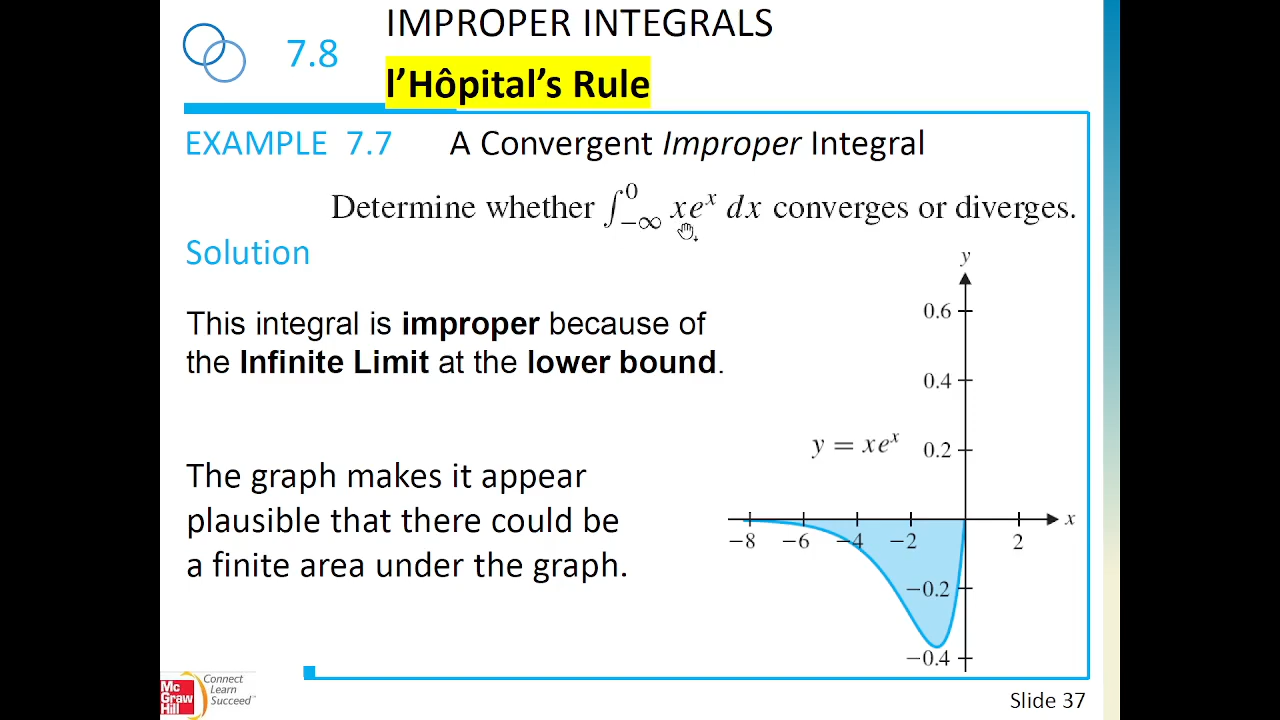 7.8
IMPROPER INTEGRALS
l’Hôpital’s Rule
EXAMPLE 7.7 A Convergent Improper Integral
Determine whether ∫_{−∞}^{0} xeˣ dx converges or diverges.
Solution
This integral is improper because of
the Infinite Limit at the lower bound.
The graph makes it appear
plausible that there could be
a finite area under the graph.
y
0.6
0.4
y = xeˣ 0.2
x
−8 −6 −4 −2 2
−0.2
−0.4
Mc
Graw
Hill
Connect
Learn
Succeed™
Slide 37